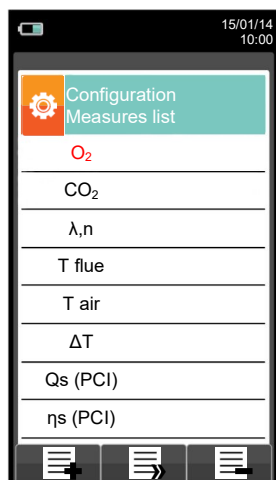 15/01/14
10:00
Configuration
Measures list
O₂
CO₂
λ,n
T flue
T air
ΔT
Qs (PCI)
ηs (PCI)